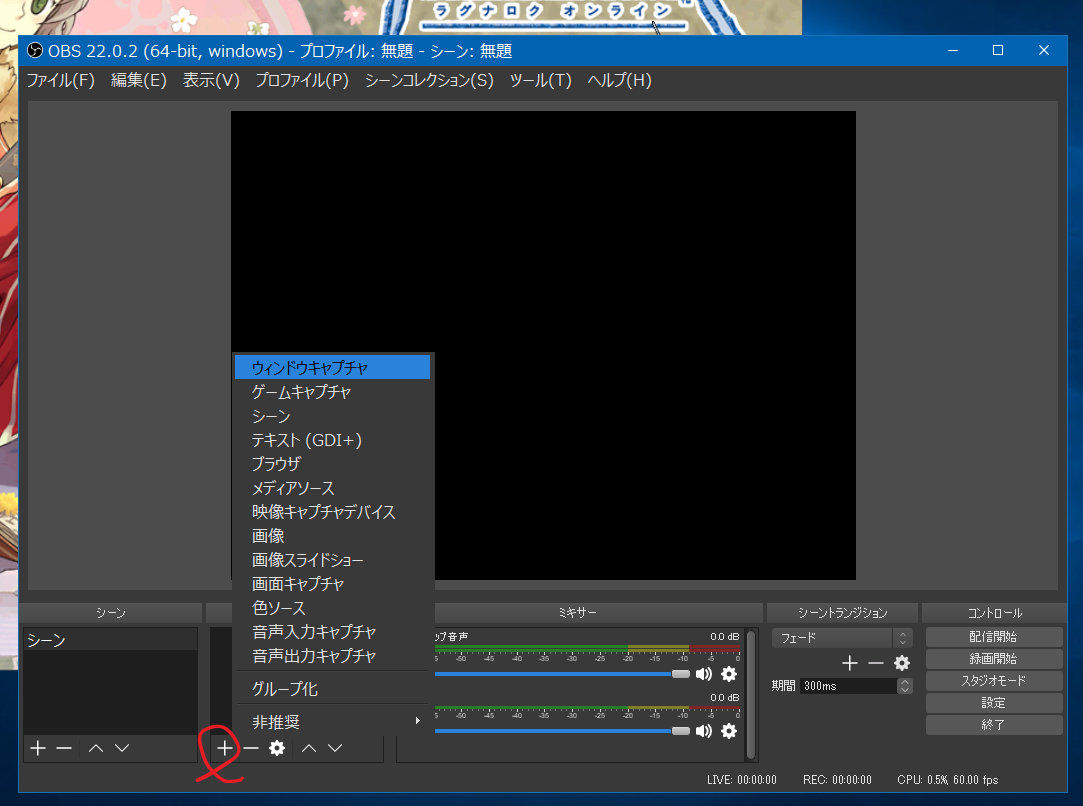 ラグナロク オンライン
OBS 22.0.2 (64-bit, windows) - プロファイル: 無題 - シーン: 無題
ファイル(F) 編集(E) 表示(V) プロファイル(P) シーンコレクション(S) ツール(T) ヘルプ(H)
ウィンドウキャプチャ
ゲームキャプチャ
シーン
テキスト (GDI+)
ブラウザ
メディアソース
映像キャプチャデバイス
画像
画像スライドショー
画面キャプチャ
色ソース
音声入力キャプチャ
音声出力キャプチャ
グループ化
非推奨
シーン ミキサー シーントランジション コントロール
シーン
ップ音声 0.0 dB
-55 -50 -45 -40 -35 -30 -25 -20 -15 -10 -5 0
0.0 dB
-55 -50 -45 -40 -35 -30 -25 -20 -15 -10 -5 0
フェード
期間 300ms
配信開始
録画開始
スタジオモード
設定
終了
LIVE: 00:00:00 REC: 00:00:00 CPU: 0.5%, 60.00 fps